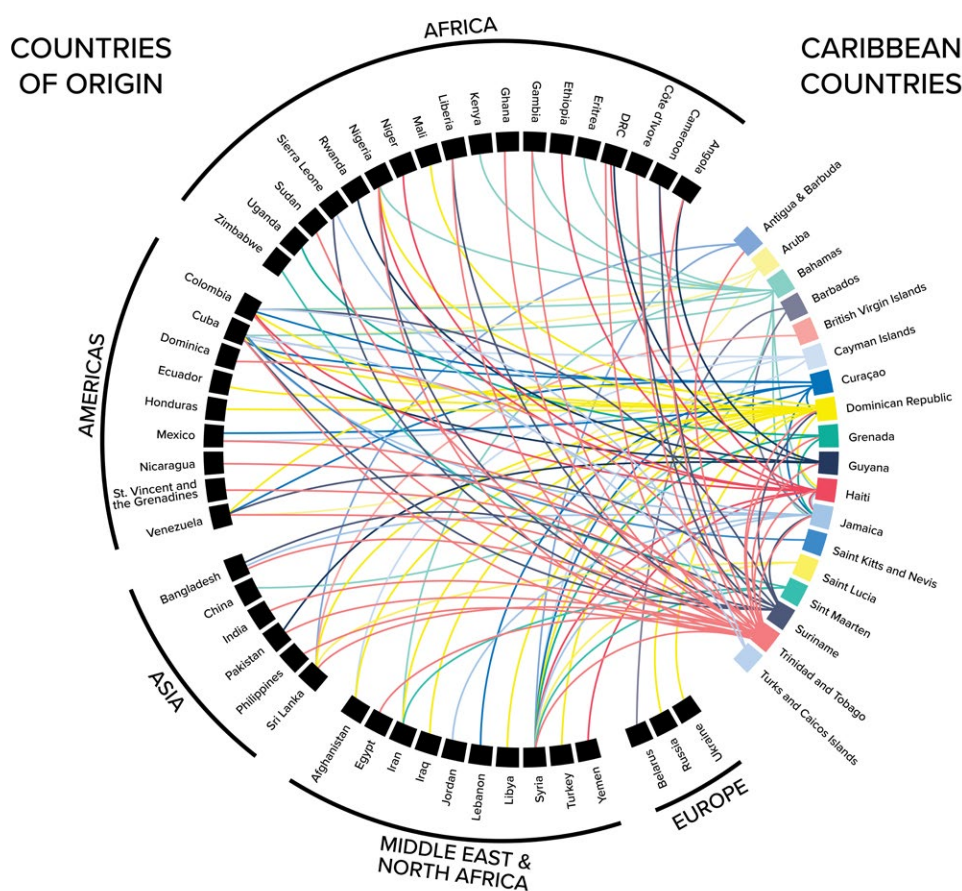 COUNTRIES
OF ORIGIN
CARIBBEAN
COUNTRIES
AFRICA
Zimbabwe
Uganda
Sudan
Sierra Leone
Rwanda
Nigeria
Niger
Mali
Liberia
Kenya
Ghana
Gambia
Ethiopia
Eritrea
DRC
Côte d'Ivore
Cameroon
Angola
AMERICAS
Colombia
Cuba
Dominica
Ecuador
Honduras
Mexico
Nicaragua
St. Vincent and
the Grenadines
Venezuela
ASIA
Bangladesh
China
India
Pakistan
Philippines
Sri Lanka
MIDDLE EAST &
NORTH AFRICA
Afghanistan
Egypt
Iran
Iraq
Jordan
Lebanon
Libya
Syria
Turkey
Yemen
EUROPE
Belarus
Russia
Ukraine
Antigua & Barbuda
Aruba
Bahamas
Barbados
British Virgin Islands
Cayman Islands
Curaçao
Dominican Republic
Grenada
Guyana
Haiti
Jamaica
Saint Kitts and Nevis
Saint Lucia
Sint Maarten
Suriname
Trinidad and Tobago
Turks and Caicos Islands